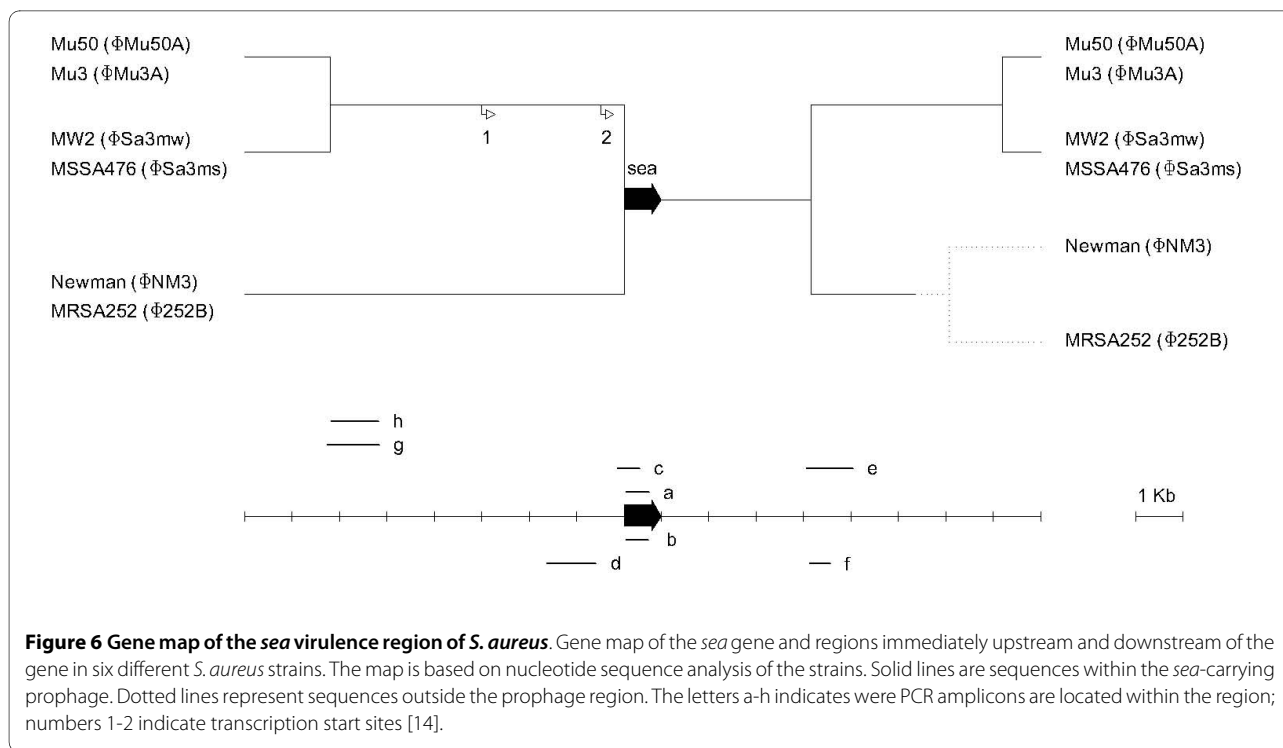 Mu50 (ΦMu50A)
Mu3 (ΦMu3A)
MW2 (ΦSa3mw)
MSSA476 (ΦSa3ms)
Newman (ΦNM3)
MRSA252 (Φ252B)
1
2
sea
Mu50 (ΦMu50A)
Mu3 (ΦMu3A)
MW2 (ΦSa3mw)
MSSA476 (ΦSa3ms)
Newman (ΦNM3)
MRSA252 (Φ252B)
h
g
c
e
a
1 Kb
b
d
f
Figure 6 Gene map of the sea virulence region of S. aureus. Gene map of the sea gene and regions immediately upstream and downstream of the
gene in six different S. aureus strains. The map is based on nucleotide sequence analysis of the strains. Solid lines are sequences within the sea-carrying
prophage. Dotted lines represent sequences outside the prophage region. The letters a-h indicates were PCR amplicons are located within the region;
numbers 1-2 indicate transcription start sites [14].